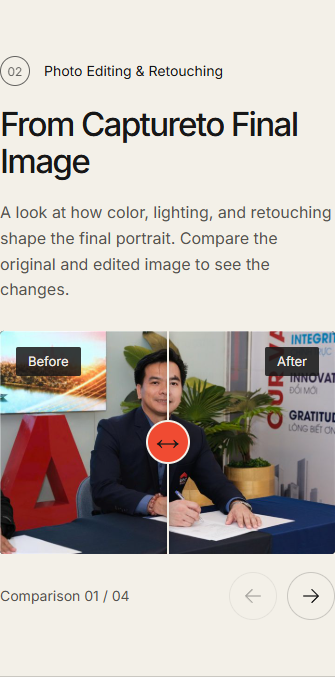 02 Photo Editing & Retouching
From Captureto Final
Image
A look at how color, lighting, and retouching
shape the final portrait. Compare the
original and edited image to see the
changes.
Before
After
INTEGRIT
INNOVAT
ĐỔI MỚI
GRATITUD
LÒNG BIẾT ƠN
Comparison 01 / 04